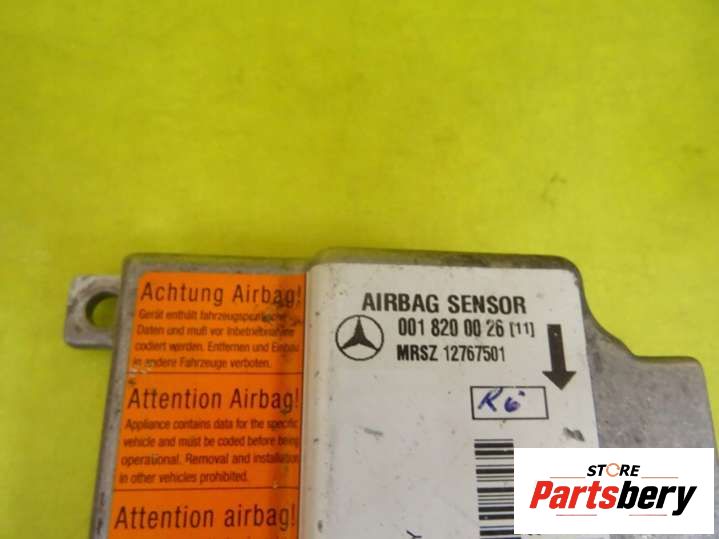 Achtung Airbag!
Gerät enthält fahrzeugspezifische
Daten und muß vor Inbetriebnahme
codiert werden. Entfernen und Einbau
in andere Fahrzeuge verboten.
Attention Airbag!
Appliance contains data for the specific
vehicle and must be coded before being
operational. Removal and installation
in other vehicles prohibited.
Attention airbag!
AIRBAG SENSOR
001 820 00 26 [11]
MRSZ 12767501
R6
Y
STORE
Partsbery